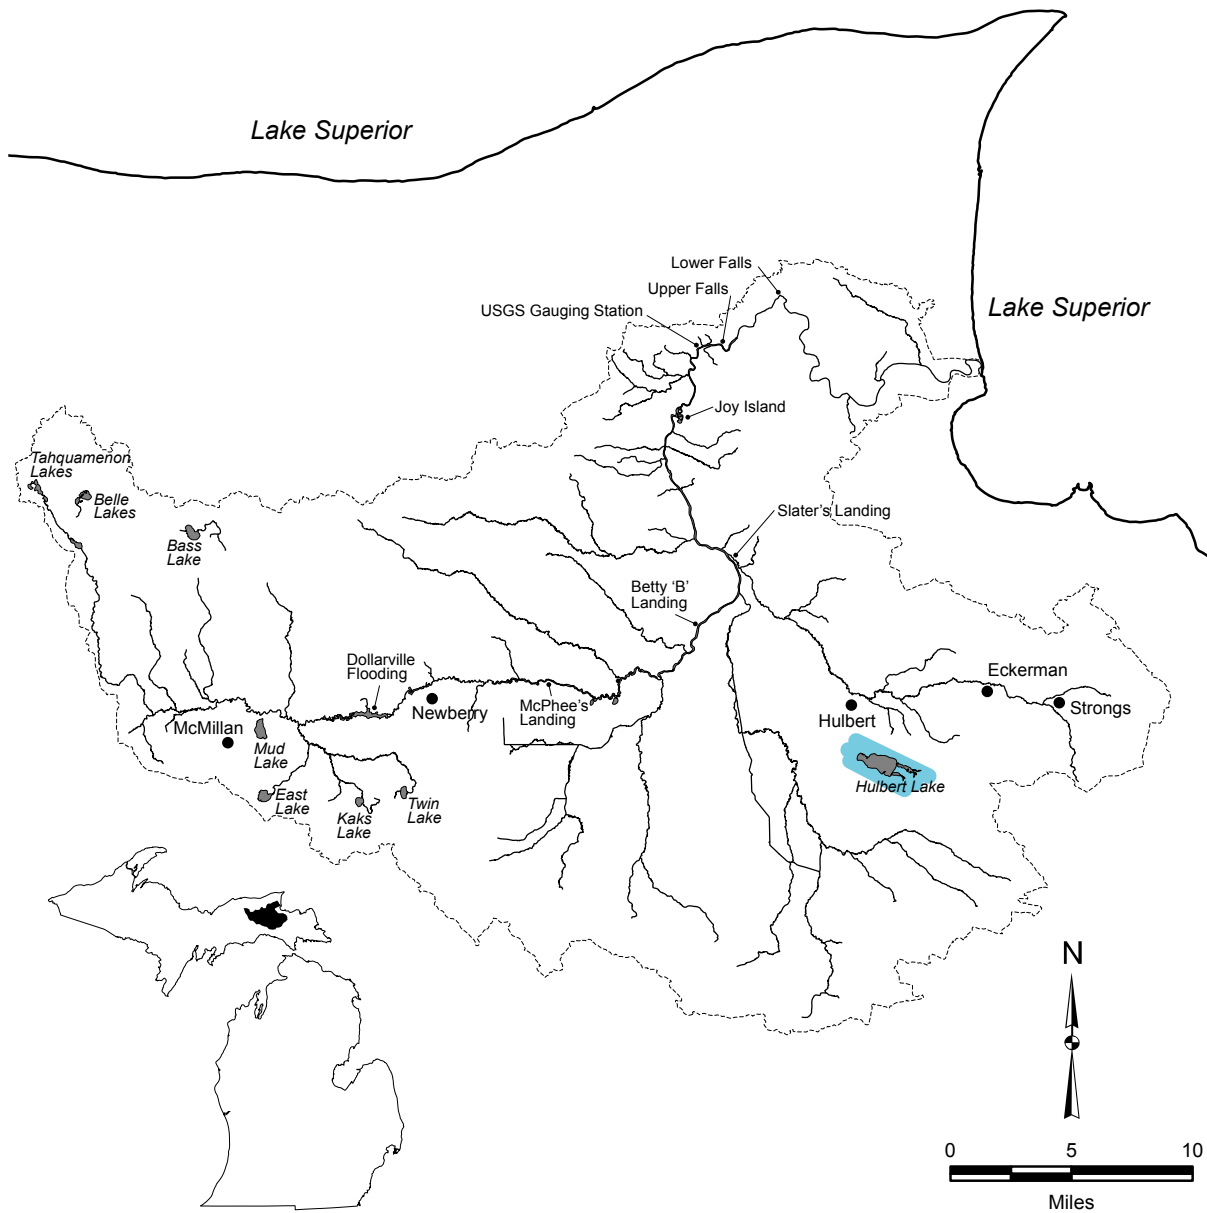 Lake Superior
Lower Falls
Upper Falls
USGS Gauging Station
Lake Superior
Joy Island
Tahquamenon
Lakes
Belle
Lakes
Bass
Lake
Slater's Landing
Betty ‘B’
Landing
Dollarville
Flooding
Eckerman
McPhee's
Landing
Newberry
Strongs
Hulbert
McMillan
Mud
Lake
Hulbert Lake
East
Lake
Kaks
Lake
Twin
Lake
N
0 5 10
Miles